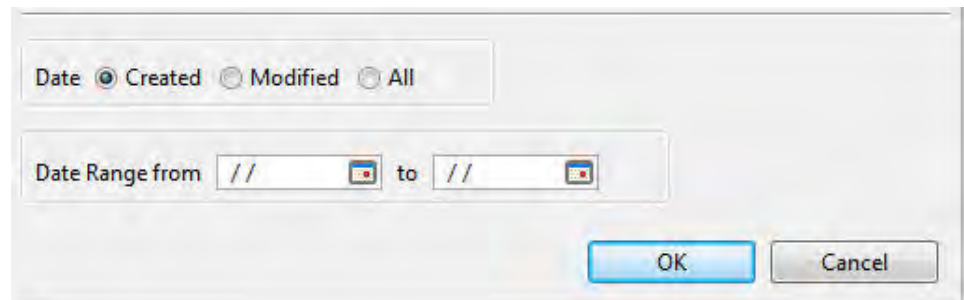 Date Created Modified All
Date Range from / / to / /
OK Cancel